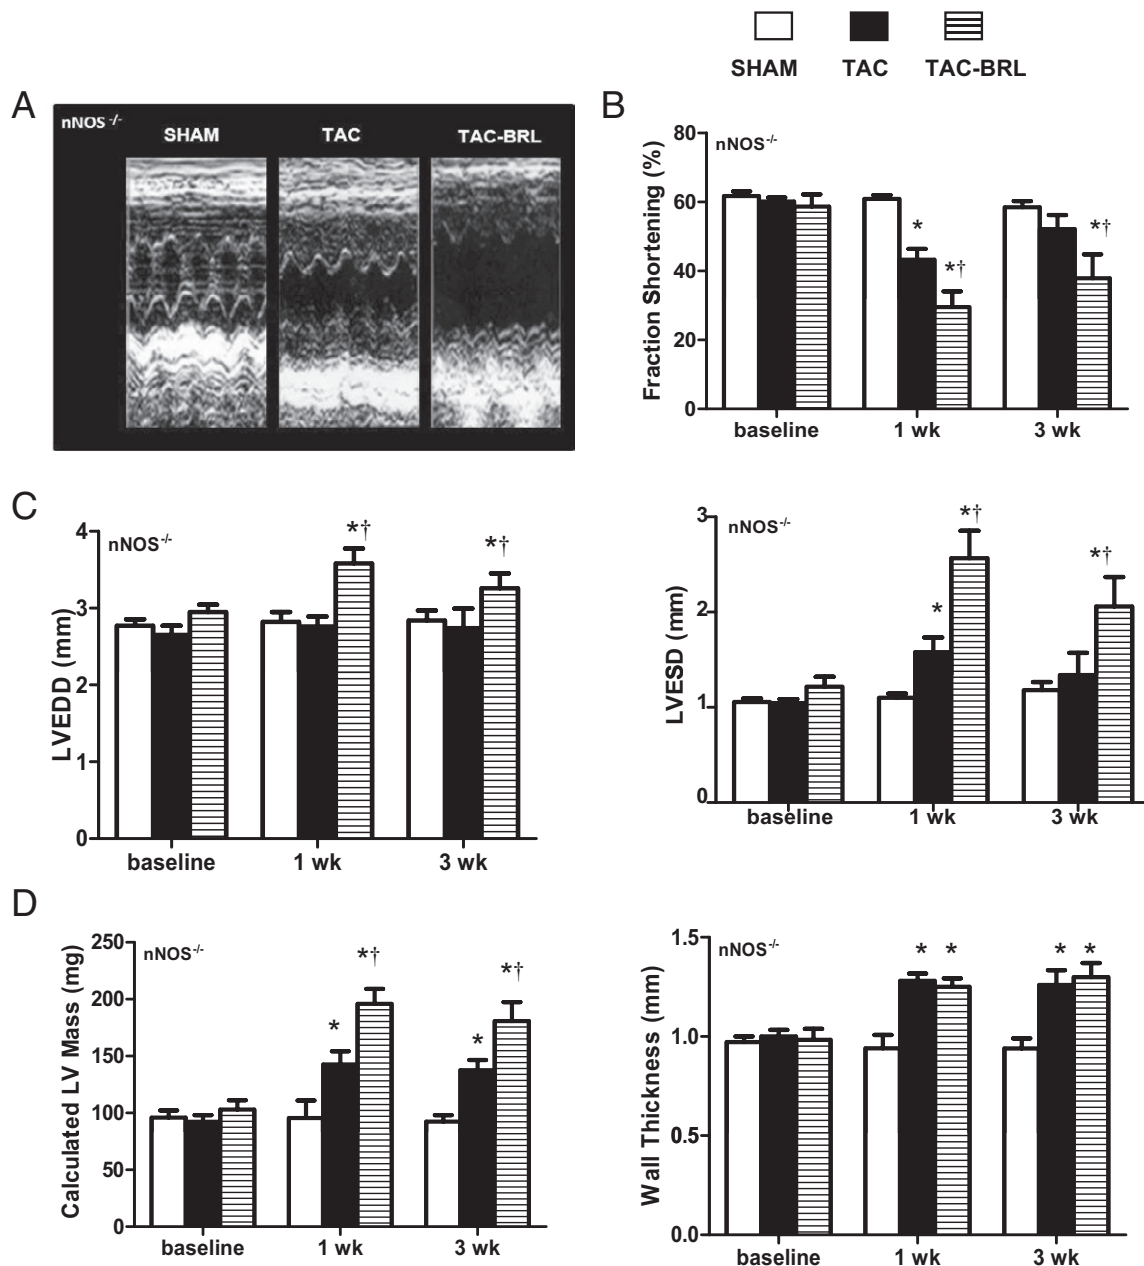 SHAM TAC TAC-BRL
A
nNOS -/-
SHAM TAC TAC-BRL
B
nNOS-/-
Fraction Shortening (%)
80
60
40
20
0
*
*†
*†
baseline 1 wk 3 wk
C
nNOS-/-
LVEDD (mm)
4
3
2
1
0
*†
*†
baseline 1 wk 3 wk
nNOS-/-
LVESD (mm)
3
2
1
0
*
*†
*†
baseline 1 wk 3 wk
D
nNOS-/-
Calculated LV Mass (mg)
250
200
150
100
50
0
*
*†
*
*†
baseline 1 wk 3 wk
nNOS-/-
Wall Thickness (mm)
1.5
1.0
0.5
0.0
* *
* *
baseline 1 wk 3 wk